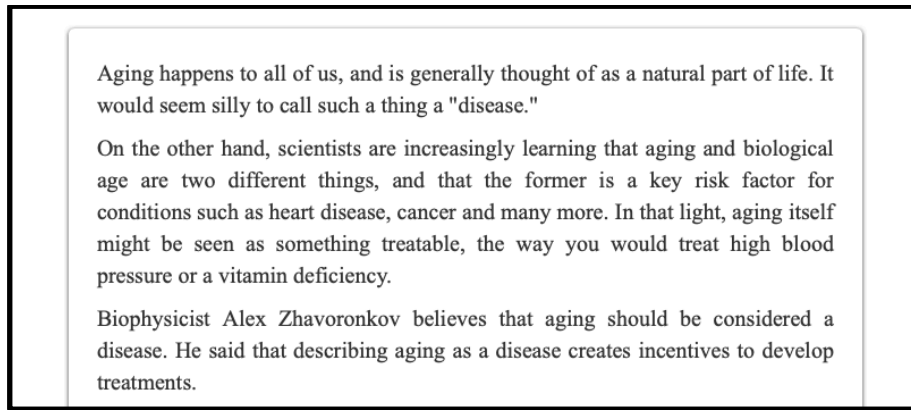 Aging happens to all of us, and is generally thought of as a natural part of life. It
would seem silly to call such a thing a "disease."
On the other hand, scientists are increasingly learning that aging and biological
age are two different things, and that the former is a key risk factor for
conditions such as heart disease, cancer and many more. In that light, aging itself
might be seen as something treatable, the way you would treat high blood
pressure or a vitamin deficiency.
Biophysicist Alex Zhavoronkov believes that aging should be considered a
disease. He said that describing aging as a disease creates incentives to develop
treatments.